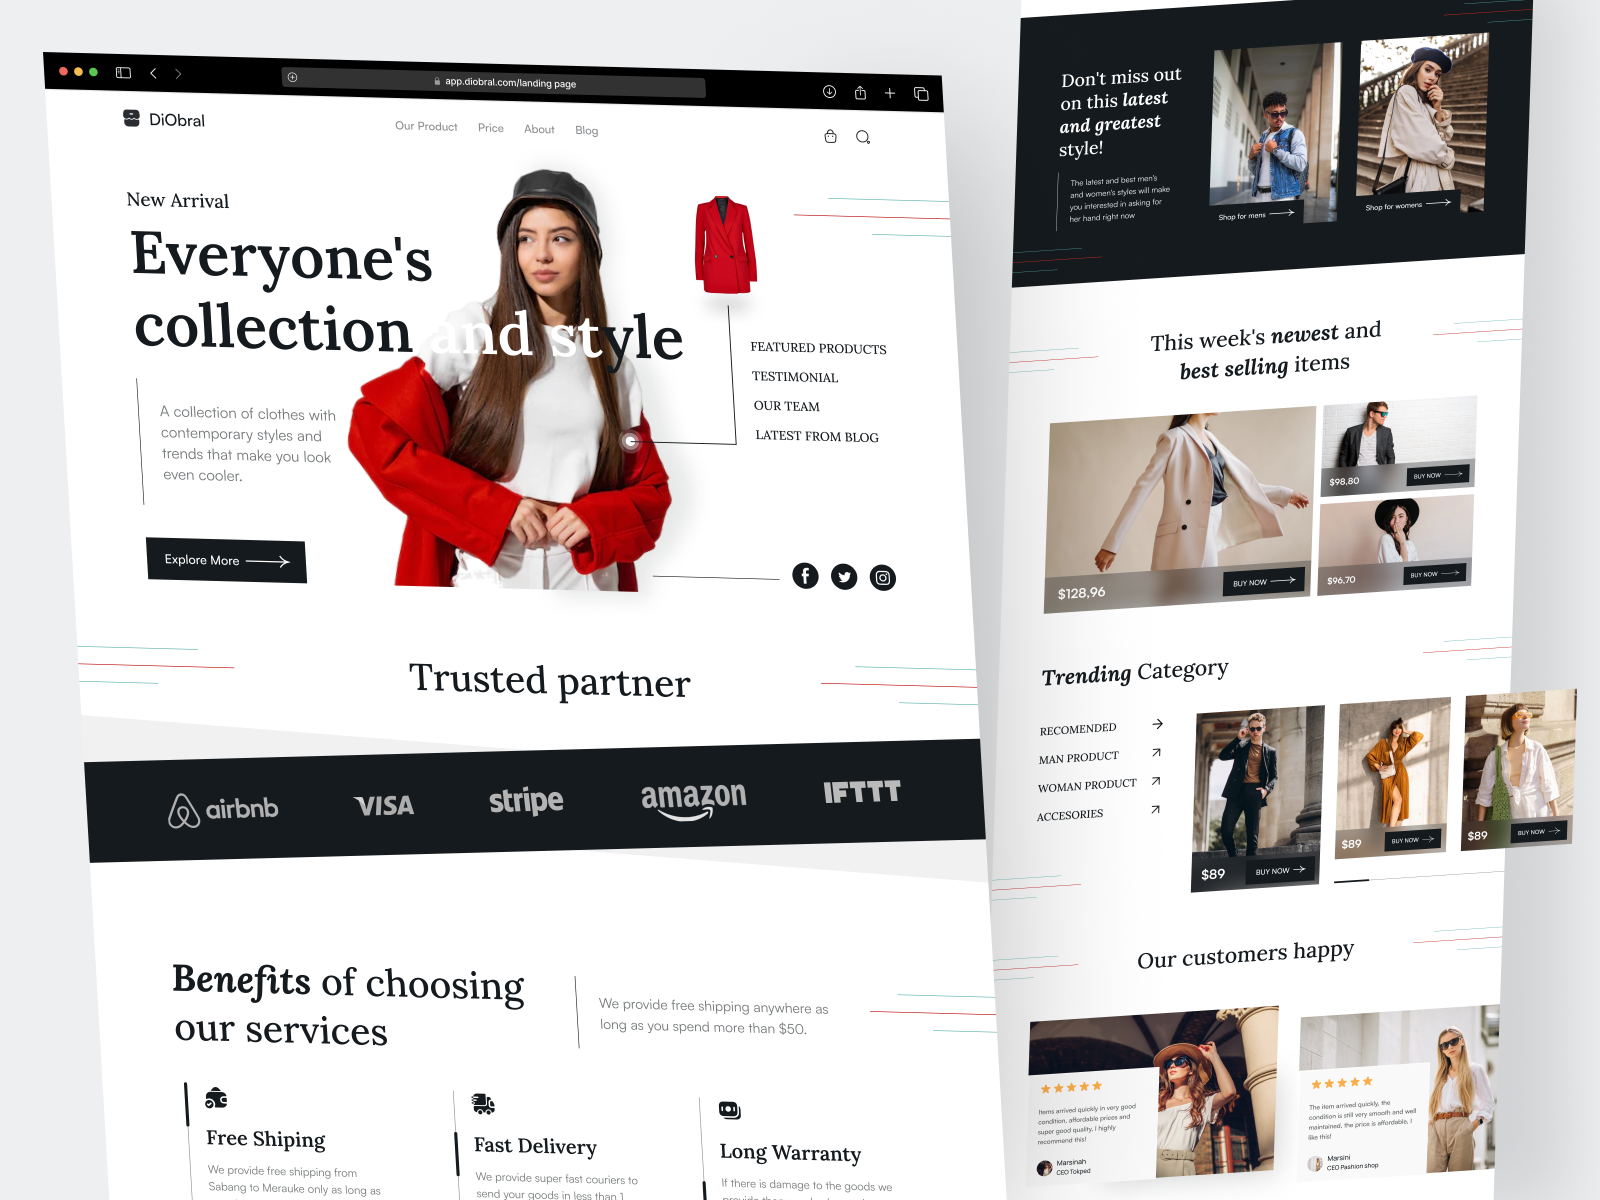 app.diobral.com/landing page
DiObral
Our Product
Price
About
Blog
New Arrival
Everyone's
collection and style
A collection of clothes with
contemporary styles and
trends that make you look
even cooler.
Explore More
FEATURED PRODUCTS
TESTIMONIAL
OUR TEAM
LATEST FROM BLOG
Trusted partner
airbnb
VISA
stripe
amazon
IFTTT
Benefits of choosing
our services
We provide free shipping anywhere as
long as you spend more than $50.
Free Shiping
We provide free shipping from
Sabang to Merauke only as long as
Fast Delivery
We provide super fast couriers to
send your goods in less than 1
Long Warranty
If there is damage to the goods we
Don't miss out
on this latest
and greatest
style!
The latest and best men's
and women's styles will make
you interested in asking for
her hand right now
Shop for mens
Shop for womens
This week's newest and
best selling items
$128,96
BUY NOW
$98,80
BUY NOW
$96,70
BUY NOW
Trending Category
RECOMENDED
MAN PRODUCT
WOMAN PRODUCT
ACCESORIES
$89
BUY NOW
$89
BUY NOW
$89
BUY NOW
Our customers happy
Items arrived quickly in very good
condition, affordable prices and
super good quality, I highly
recommend this!
Marsinah
CEO Tokped
The item arrived quickly, the
condition is still very smooth and well
maintained, the price is affordable, I
like this!
Marsini
CEO Fashion shop